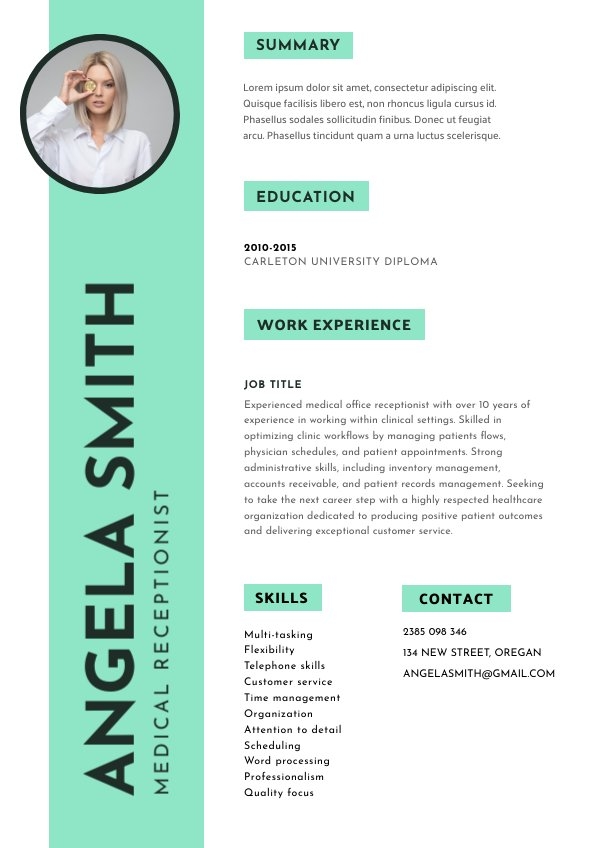 ANGELA SMITH
MEDICAL RECEPTIONIST
SUMMARY
Lorem ipsum dolor sit amet, consectetur adipiscing elit.
Quisque facilisis libero est, non rhoncus ligula cursus id.
Phasellus sodales sollicitudin finibus. Donec ut feugiat
arcu. Phasellus tincidunt quam a urna luctus scelerisque.
EDUCATION
2010-2015
CARLETON UNIVERSITY DIPLOMA
WORK EXPERIENCE
JOB TITLE
Experienced medical office receptionist with over 10 years of
experience in working within clinical settings. Skilled in
optimizing clinic workflows by managing patients flows,
physician schedules, and patient appointments. Strong
administrative skills, including inventory management,
accounts receivable, and patient records management. Seeking
to take the next career step with a highly respected healthcare
organization dedicated to producing positive patient outcomes
and delivering exceptional customer service.
SKILLS
Multi-tasking
Flexibility
Telephone skills
Customer service
Time management
Organization
Attention to detail
Scheduling
Word processing
Professionalism
Quality focus
CONTACT
2385 098 346
134 NEW STREET, OREGAN
ANGELASMITH@GMAIL.COM